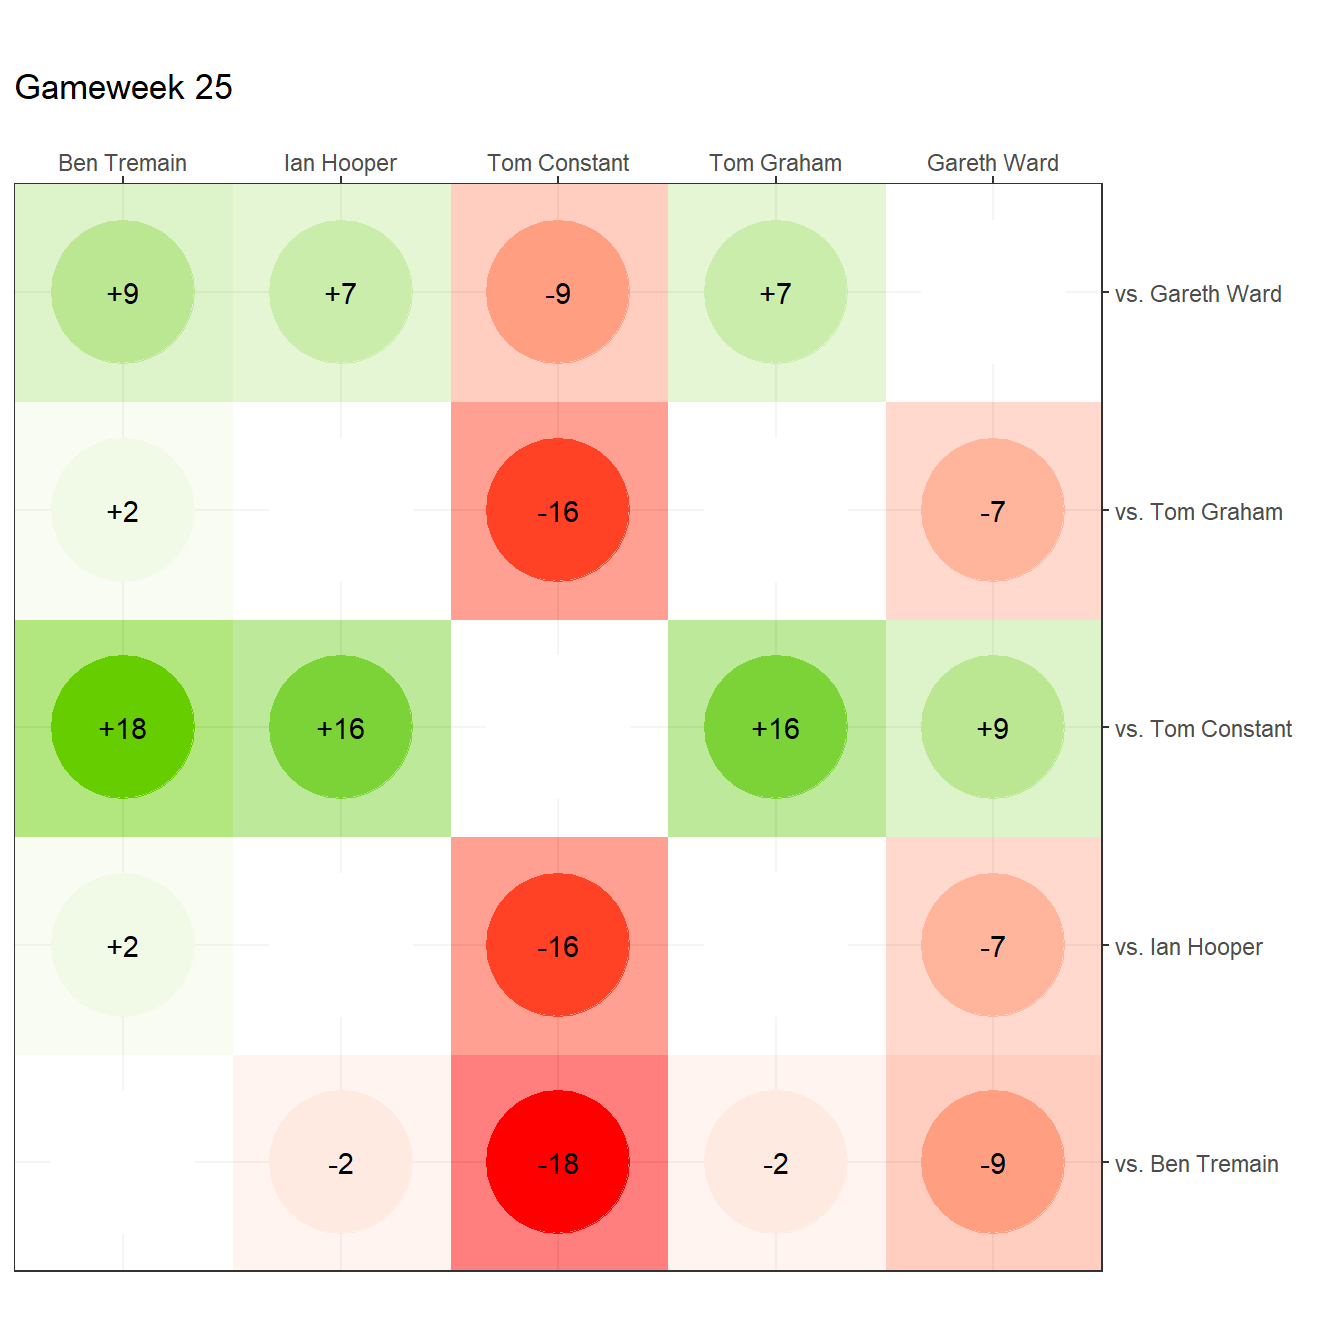 Gameweek 25
Ben Tremain Ian Hooper Tom Constant Tom Graham Gareth Ward
+9 +7 -9 +7 vs. Gareth Ward
+2 -16 -7 vs. Tom Graham
+18 +16 +16 +9 vs. Tom Constant
+2 -16 -7 vs. Ian Hooper
-2 -18 -2 -9 vs. Ben Tremain